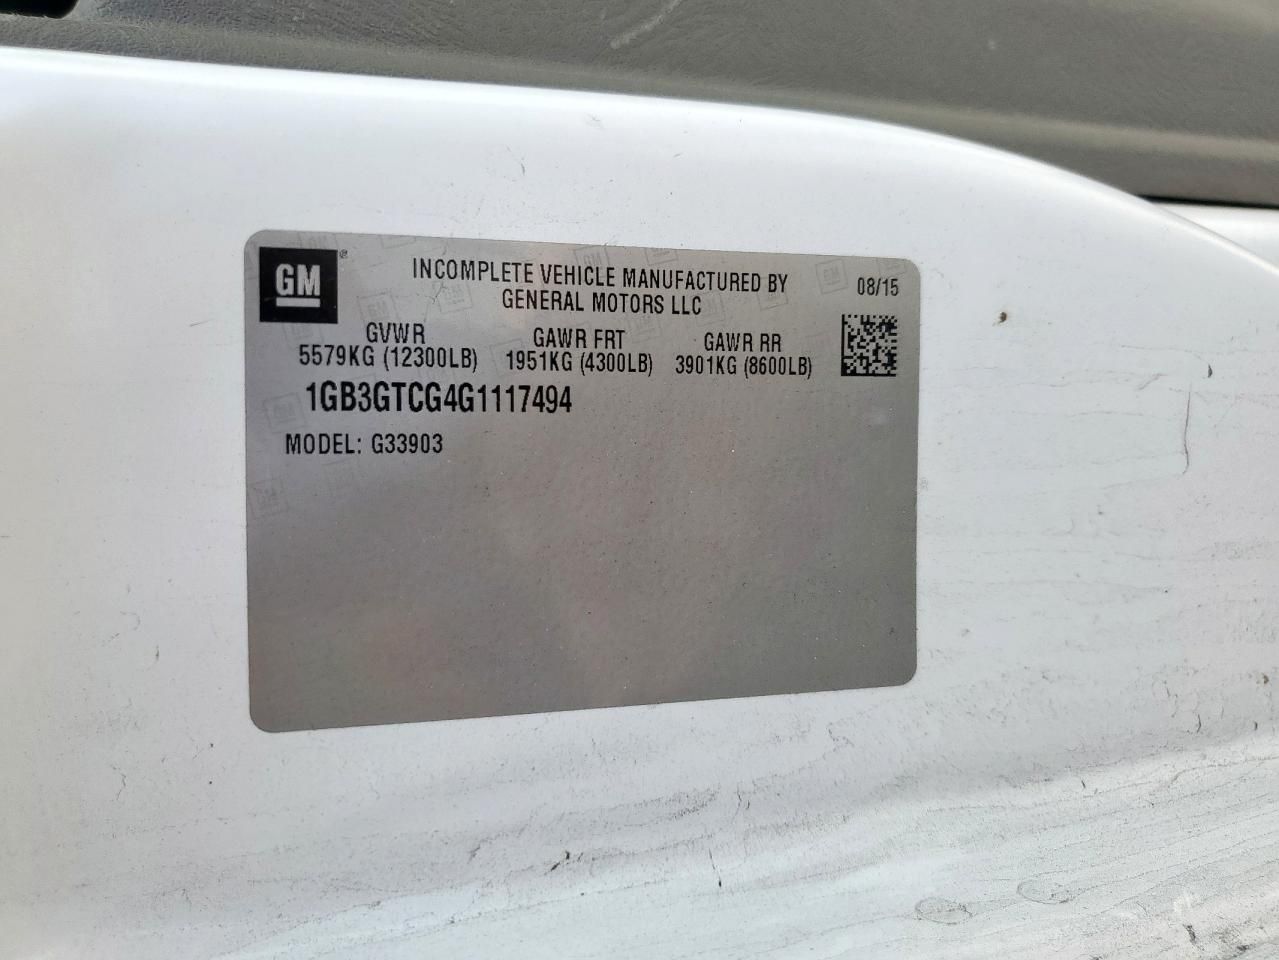 GM®
INCOMPLETE VEHICLE MANUFACTURED BY
GENERAL MOTORS LLC
08/15
GVWR GAWR FRT GAWR RR
5579KG (12300LB) 1951KG (4300LB) 3901KG (8600LB)
1GB3GTCG4G1117494
MODEL: G33903